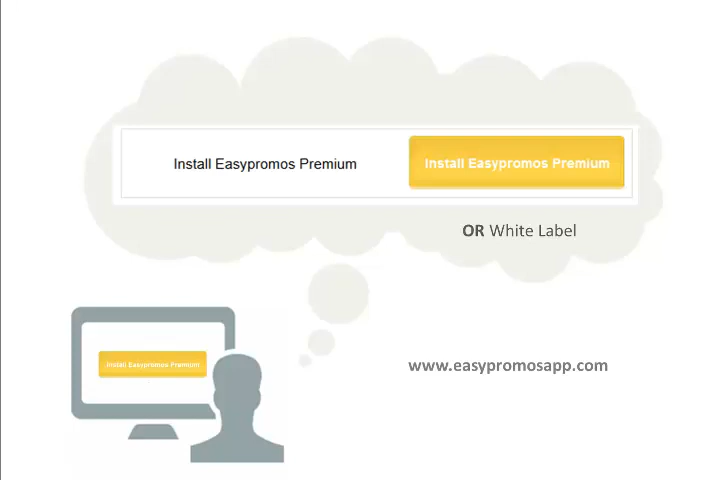 Install Easypromos Premium Install Easypromos Premium
OR White Label
Install Easypromos Premium
www.easypromosapp.com